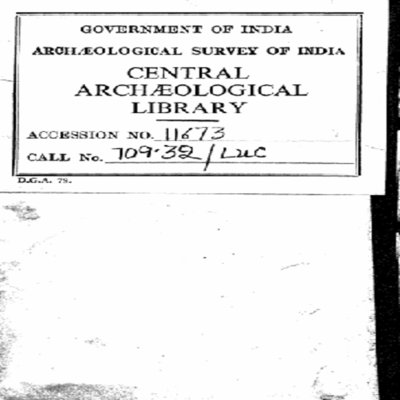 GOVERNMENT OF INDIA
ARCHÆOLOGICAL SURVEY OF INDIA
CENTRAL
ARCHÆOLOGICAL
LIBRARY
ACCESSION NO. 11673
CALL No. 709.32/Luc
D.G.A. 79.